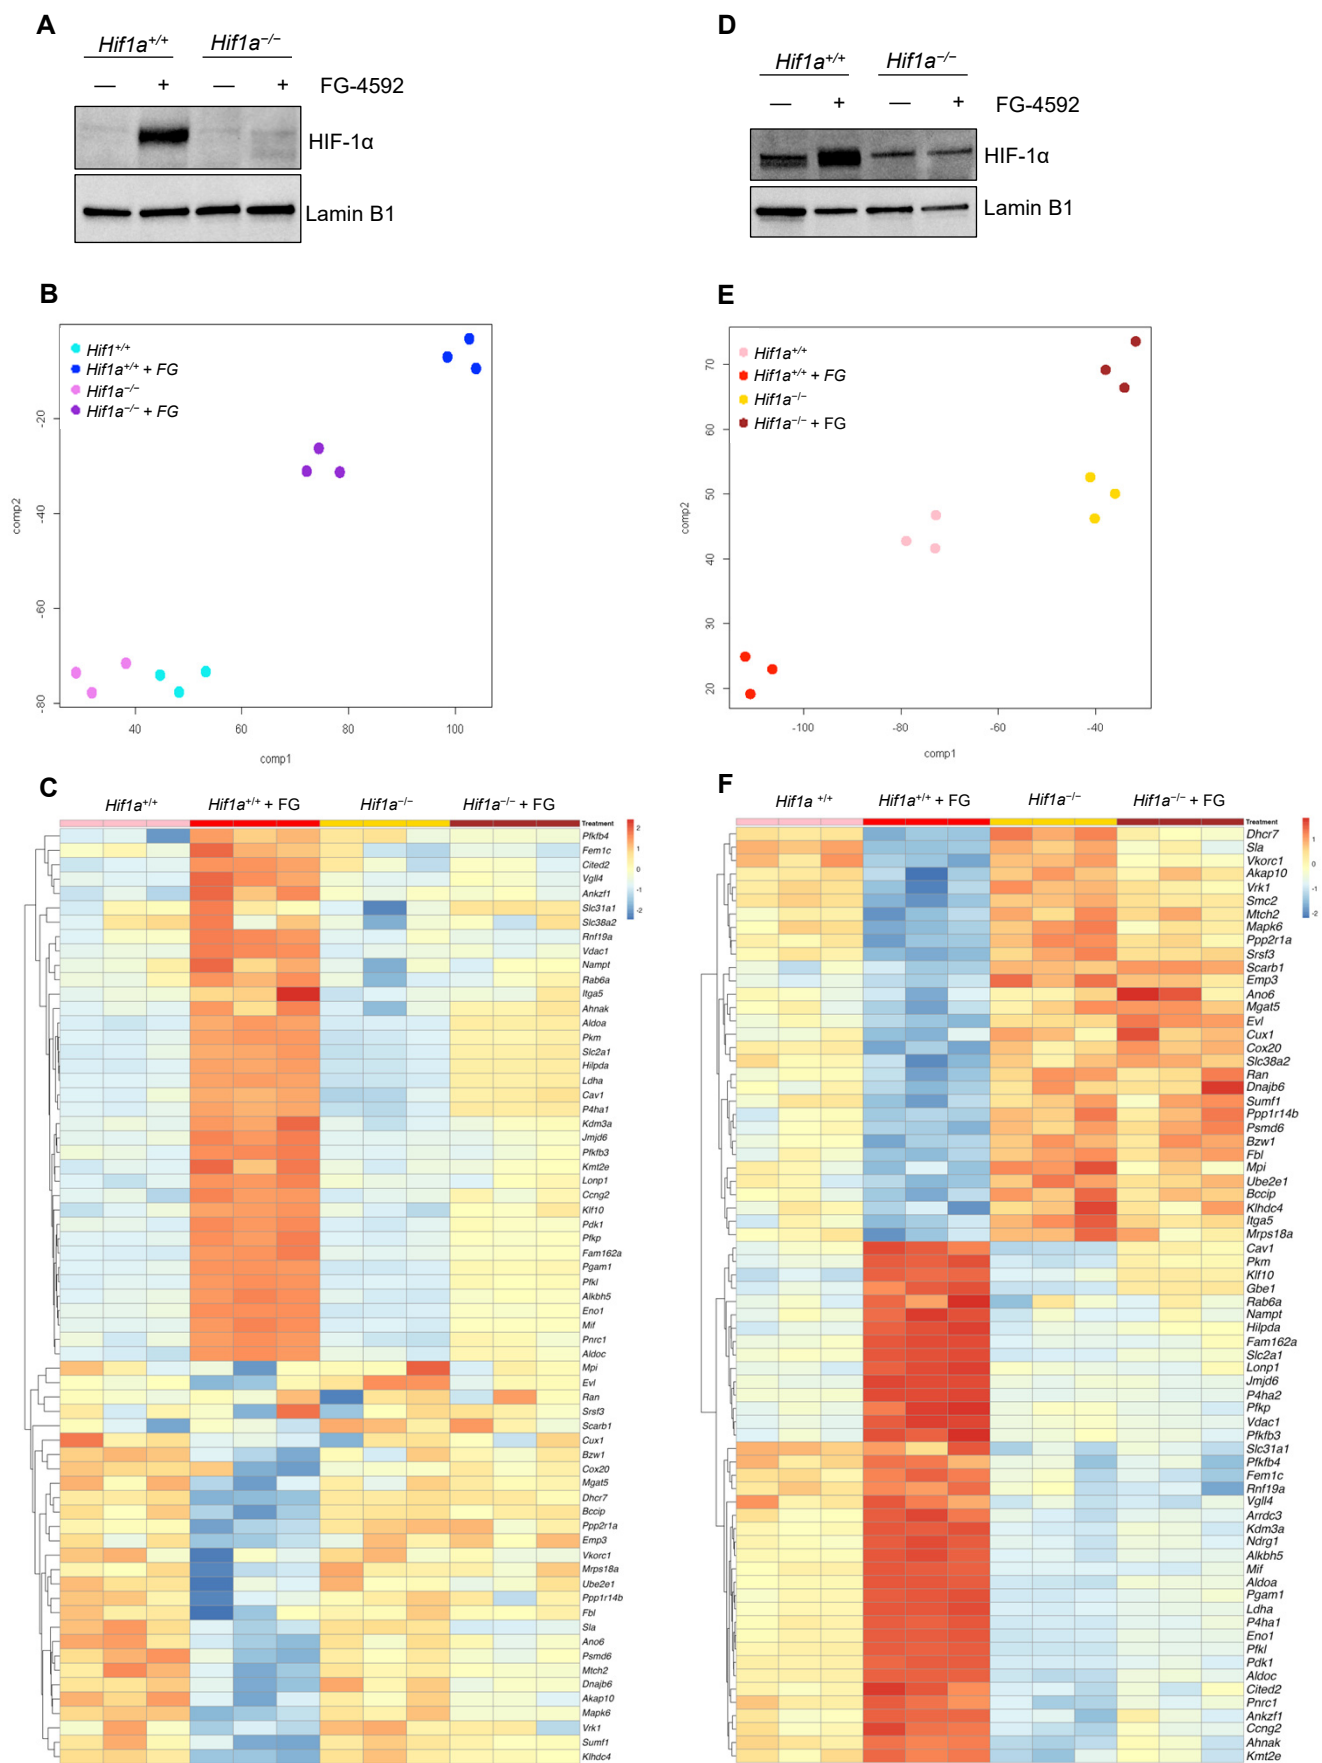 A
Hif1a+/+ Hif1a−/−
— + — + FG-4592
HIF-1α
Lamin B1
D
Hif1a+/+ Hif1a−/−
— + — + FG-4592
HIF-1α
Lamin B1
B
Hif1+/+
Hif1a+/+ + FG
Hif1a−/−
Hif1a−/− + FG
comp2
-20
-40
-60
-80
40 60 80 100
comp1
E
Hif1a+/+
Hif1a+/+ + FG
Hif1a−/−
Hif1a−/− + FG
comp2
70
60
50
40
30
20
-100 -80 -60 -40
comp1
C
Hif1a+/+ Hif1a+/+ + FG Hif1a−/− Hif1a−/− + FG
Treatment
2
1
0
-1
-2
Pfkfb4
Fem1c
Cited2
Vgll4
Ankzf1
Slc31a1
Slc38a2
Rnf19a
Vdac1
Nampt
Rab6a
Itga5
Ahnak
Aldoa
Pkm
Slc2a1
Hilpda
Ldha
Cav1
P4ha1
Kdm3a
Jmjd6
Pfkfb3
Kmt2e
Lonp1
Ccng2
Klf10
Pdk1
Pfkp
Fam162a
Pgam1
Pfkl
Alkbh5
Eno1
Mif
Pnrc1
Aldoc
Mpi
Evl
Ran
Srsf3
Scarb1
Cux1
Bzw1
Cox20
Mgat5
Dhcr7
Bccip
Ppp2r1a
Emp3
Vkorc1
Mrps18a
Ube2e1
Ppp1r14b
Fbl
Sla
Ano6
Psmd6
Mtch2
Dnajb6
Akap10
Mapk6
Vrk1
Sumf1
Klhdc4
F
Hif1a +/+ Hif1a+/+ + FG Hif1a−/− Hif1a−/− + FG
Treatment
1
0
-1
-2
Dhcr7
Sla
Vkorc1
Akap10
Vrk1
Smc2
Mtch2
Mapk6
Ppp2r1a
Srsf3
Scarb1
Emp3
Ano6
Mgat5
Evl
Cux1
Cox20
Slc38a2
Ran
Dnajb6
Sumf1
Ppp1r14b
Psmd6
Bzw1
Fbl
Mpi
Ube2e1
Bccip
Klhdc4
Itga5
Mrps18a
Cav1
Pkm
Klf10
Gbe1
Rab6a
Nampt
Hilpda
Fam162a
Slc2a1
Lonp1
Jmjd6
P4ha2
Pfkp
Vdac1
Pfkfb3
Slc31a1
Pfkfb4
Fem1c
Rnf19a
Vgll4
Arrdc3
Kdm3a
Ndrg1
Alkbh5
Mif
Aldoa
Pgam1
Ldha
P4ha1
Eno1
Pfkl
Pdk1
Aldoc
Cited2
Pnrc1
Ankzf1
Ccng2
Ahnak
Kmt2e